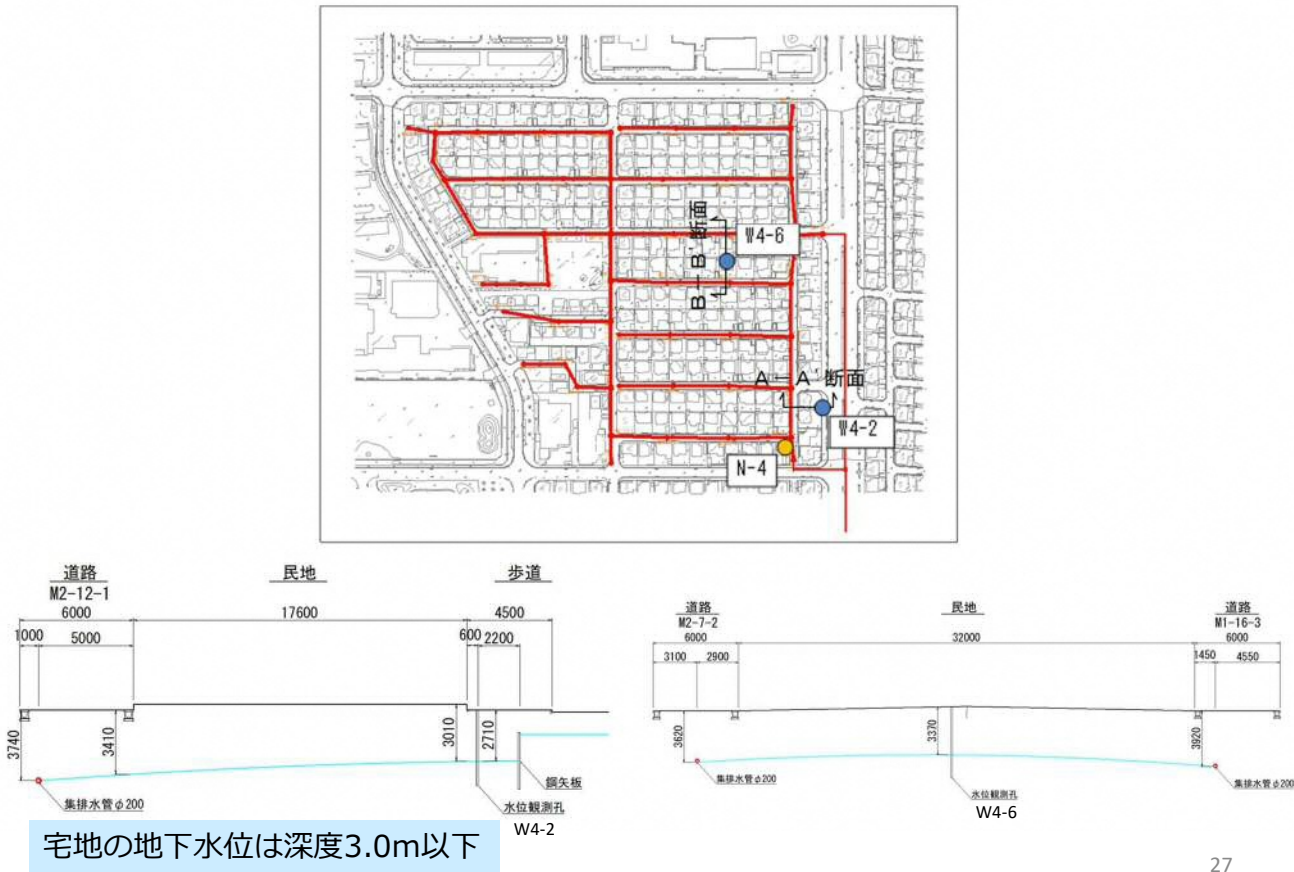 B－B'断面
W4-6
A－A'断面
W4-2
N-4
道路
M2-12-1
6000
民地
17600
歩道
4500
1000
5000
600
2200
3740
3410
3010
2710
集排水管φ200
鋼矢板
水位観測孔
W4-2
道路
M2-7-2
6000
民地
32000
道路
M1-16-3
6000
3100
2900
1450
4550
3620
3370
3920
集排水管φ200
集排水管φ200
水位観測孔
W4-6
宅地の地下水位は深度3.0m以下
27